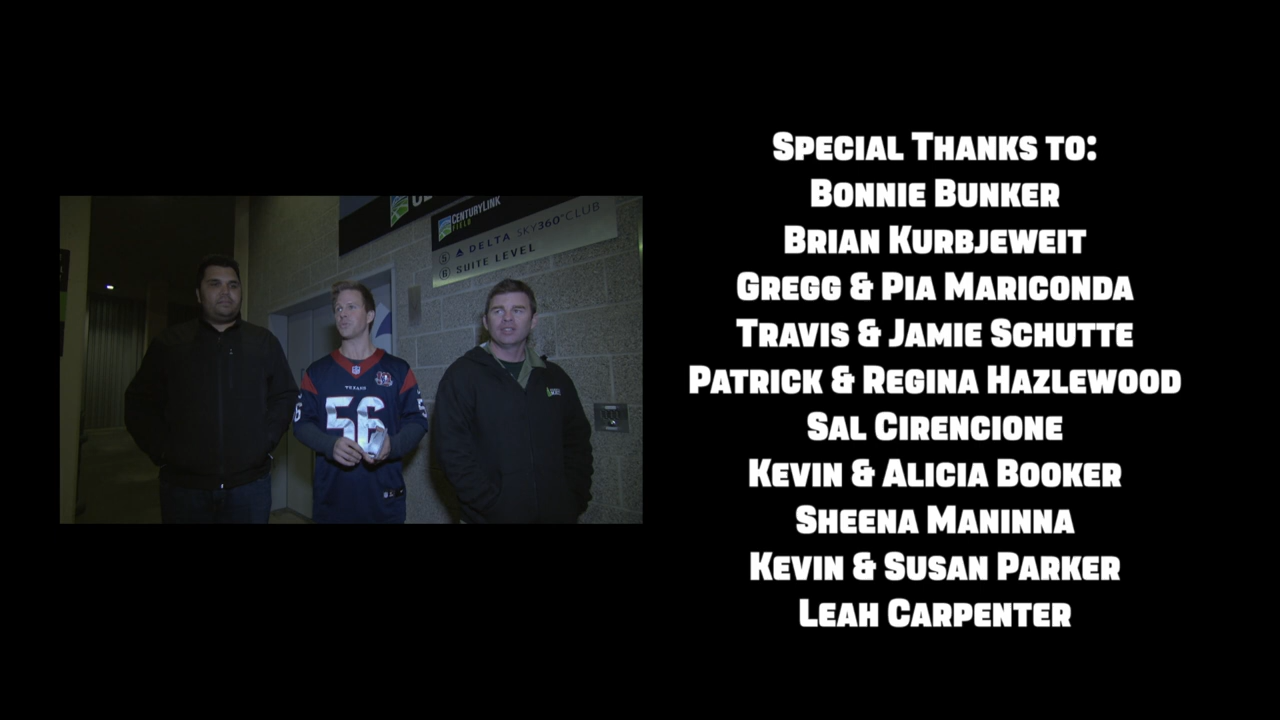 CenturyLink
Field
Delta Sky360° Club
Suite Level
Texans
56
Special Thanks to:
Bonnie Bunker
Brian Kurbjeweit
Gregg & Pia Mariconda
Travis & Jamie Schutte
Patrick & Regina Hazlewood
Sal Cirencione
Kevin & Alicia Booker
Sheena Maninna
Kevin & Susan Parker
Leah Carpenter